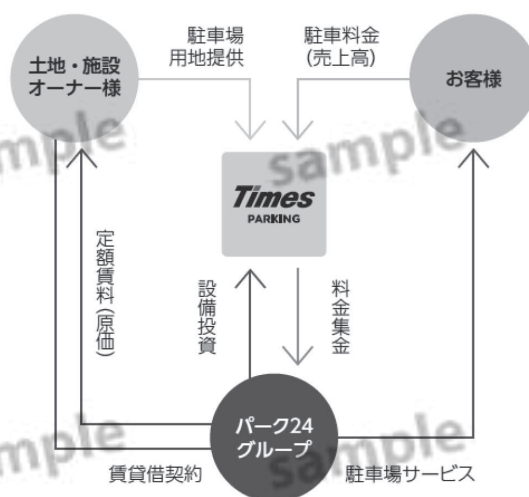 土地・施設
オーナー様
駐車場
用地提供
駐車料金
(売上高)
お客様
sample
sample
Times
PARKING
定額賃料(原価)
設備投資
料金集金
パーク24
グループ
賃貸借契約
駐車場サービス
sample
sample